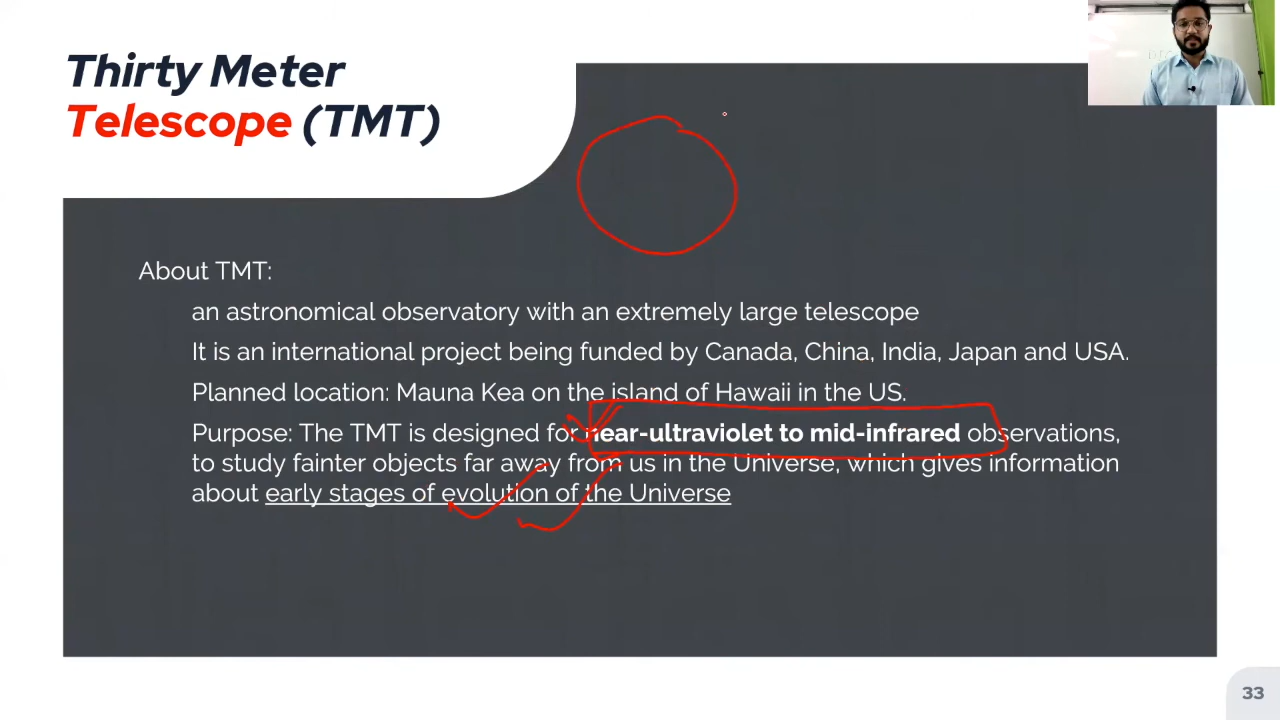 Thirty Meter
Telescope (TMT)
About TMT:
an astronomical observatory with an extremely large telescope
It is an international project being funded by Canada, China, India, Japan and USA.
Planned location: Mauna Kea on the island of Hawaii in the US.
Purpose: The TMT is designed for near-ultraviolet to mid-infrared observations,
to study fainter objects far away from us in the Universe, which gives information
about early stages of evolution of the Universe
33